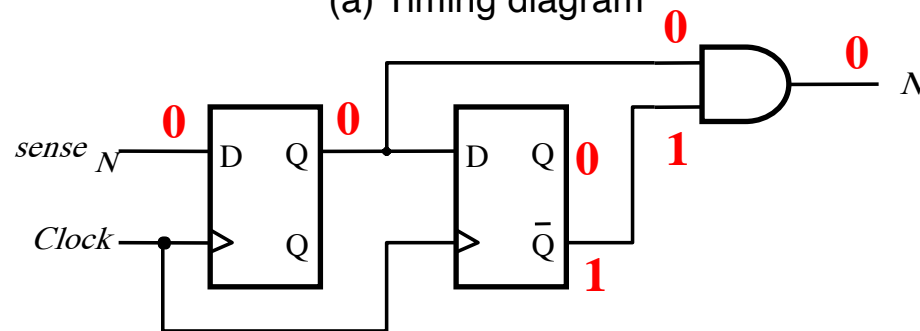 (a) Timing diagram
0 0
0 0
sense N D Q D Q 0
1
Clock Q Q̅
1
N